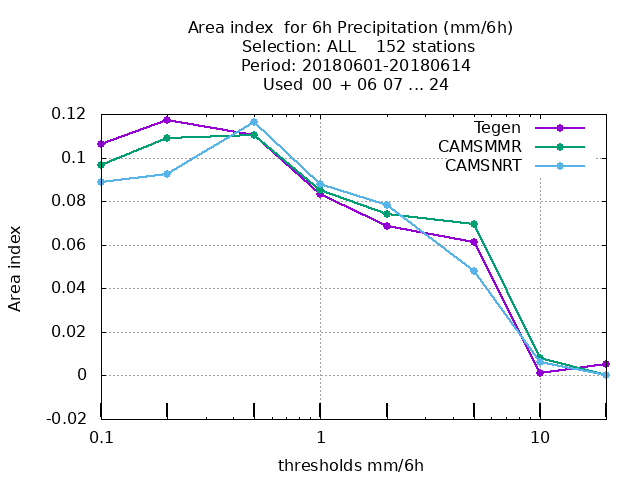 Area index  for 6h Precipitation (mm/6h)
Selection: ALL    152 stations
Period: 20180601-20180614
Used  00 + 06 07 ... 24
Tegen
CAMSMMR
CAMSNRT
0.12
0.1
0.08
0.06
0.04
0.02
0
-0.02
Area index
0.1
1
10
thresholds mm/6h